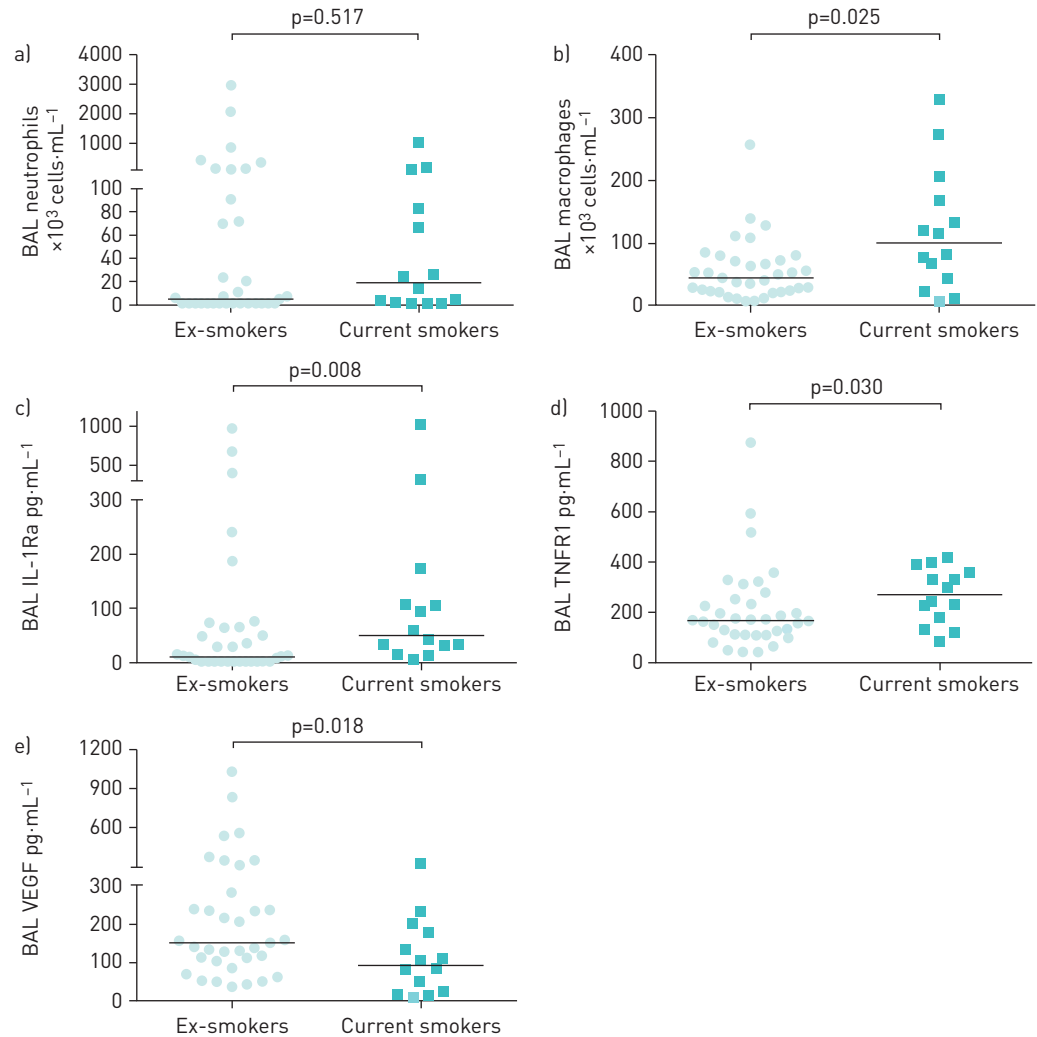 p=0.517
a)
BAL neutrophils
×10³ cells·mL⁻¹
4000
3000
2000
1000
100
80
60
40
20
0
Ex-smokers
Current smokers
p=0.025
b)
BAL macrophages
×10³ cells·mL⁻¹
400
300
200
100
0
Ex-smokers
Current smokers
p=0.008
c)
BAL IL-1Ra pg·mL⁻¹
1000
500
300
200
100
0
Ex-smokers
Current smokers
p=0.030
d)
BAL TNFR1 pg·mL⁻¹
1000
800
600
400
200
0
Ex-smokers
Current smokers
p=0.018
e)
BAL VEGF pg·mL⁻¹
1200
900
600
300
200
100
0
Ex-smokers
Current smokers